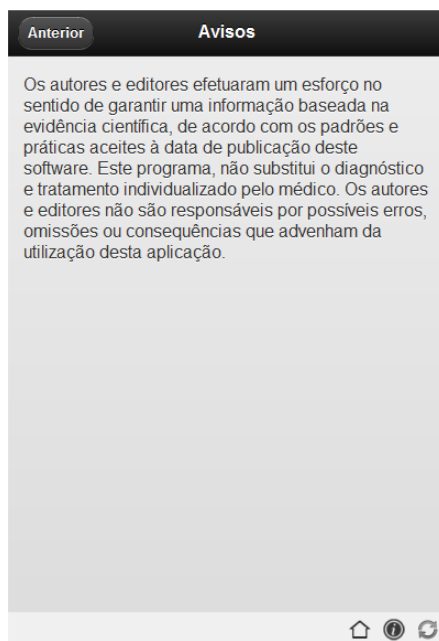 Anterior
Avisos
Os autores e editores efetuaram um esforço no
sentido de garantir uma informação baseada na
evidência científica, de acordo com os padrões e
práticas aceites à data de publicação deste
software. Este programa, não substitui o diagnóstico
e tratamento individualizado pelo médico. Os autores
e editores não são responsáveis por possíveis erros,
omissões ou consequências que advenham da
utilização desta aplicação.